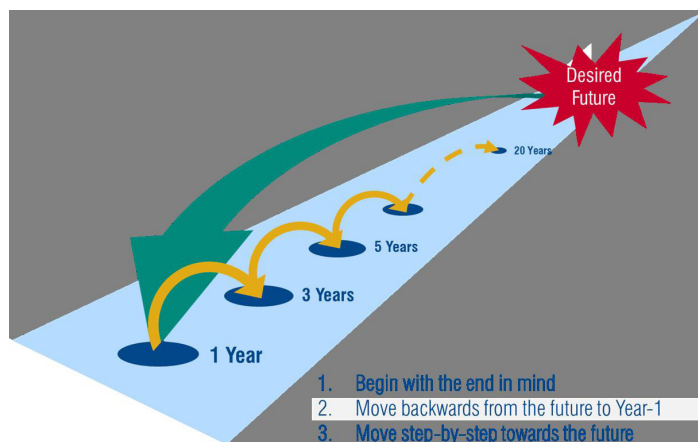 Desired
Future
20 Years
5 Years
3 Years
1 Year
1. Begin with the end in mind
2. Move backwards from the future to Year-1
3. Move step-by-step towards the future